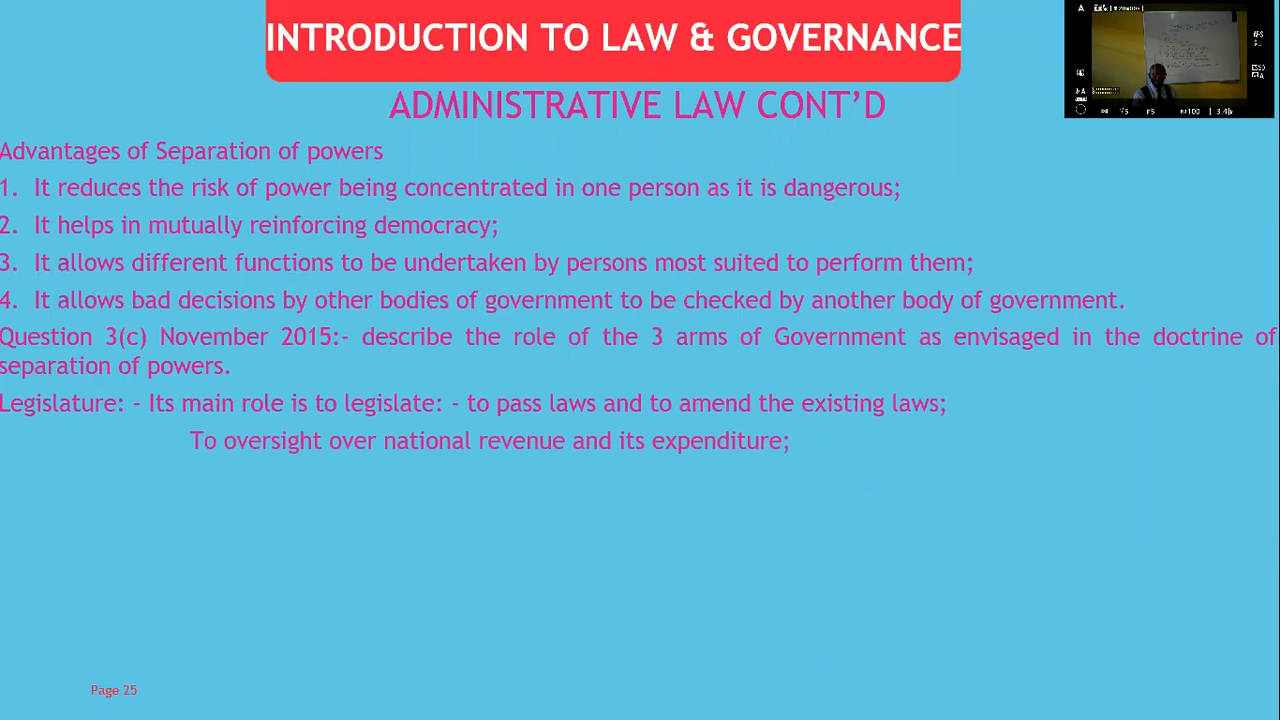 INTRODUCTION TO LAW & GOVERNANCE
ADMINISTRATIVE LAW CONT’D
Advantages of Separation of powers
1. It reduces the risk of power being concentrated in one person as it is dangerous;
2. It helps in mutually reinforcing democracy;
3. It allows different functions to be undertaken by persons most suited to perform them;
4. It allows bad decisions by other bodies of government to be checked by another body of government.
Question 3(c) November 2015:- describe the role of the 3 arms of Government as envisaged in the doctrine of
separation of powers.
Legislature: - Its main role is to legislate: - to pass laws and to amend the existing laws;
To oversight over national revenue and its expenditure;
Page 25